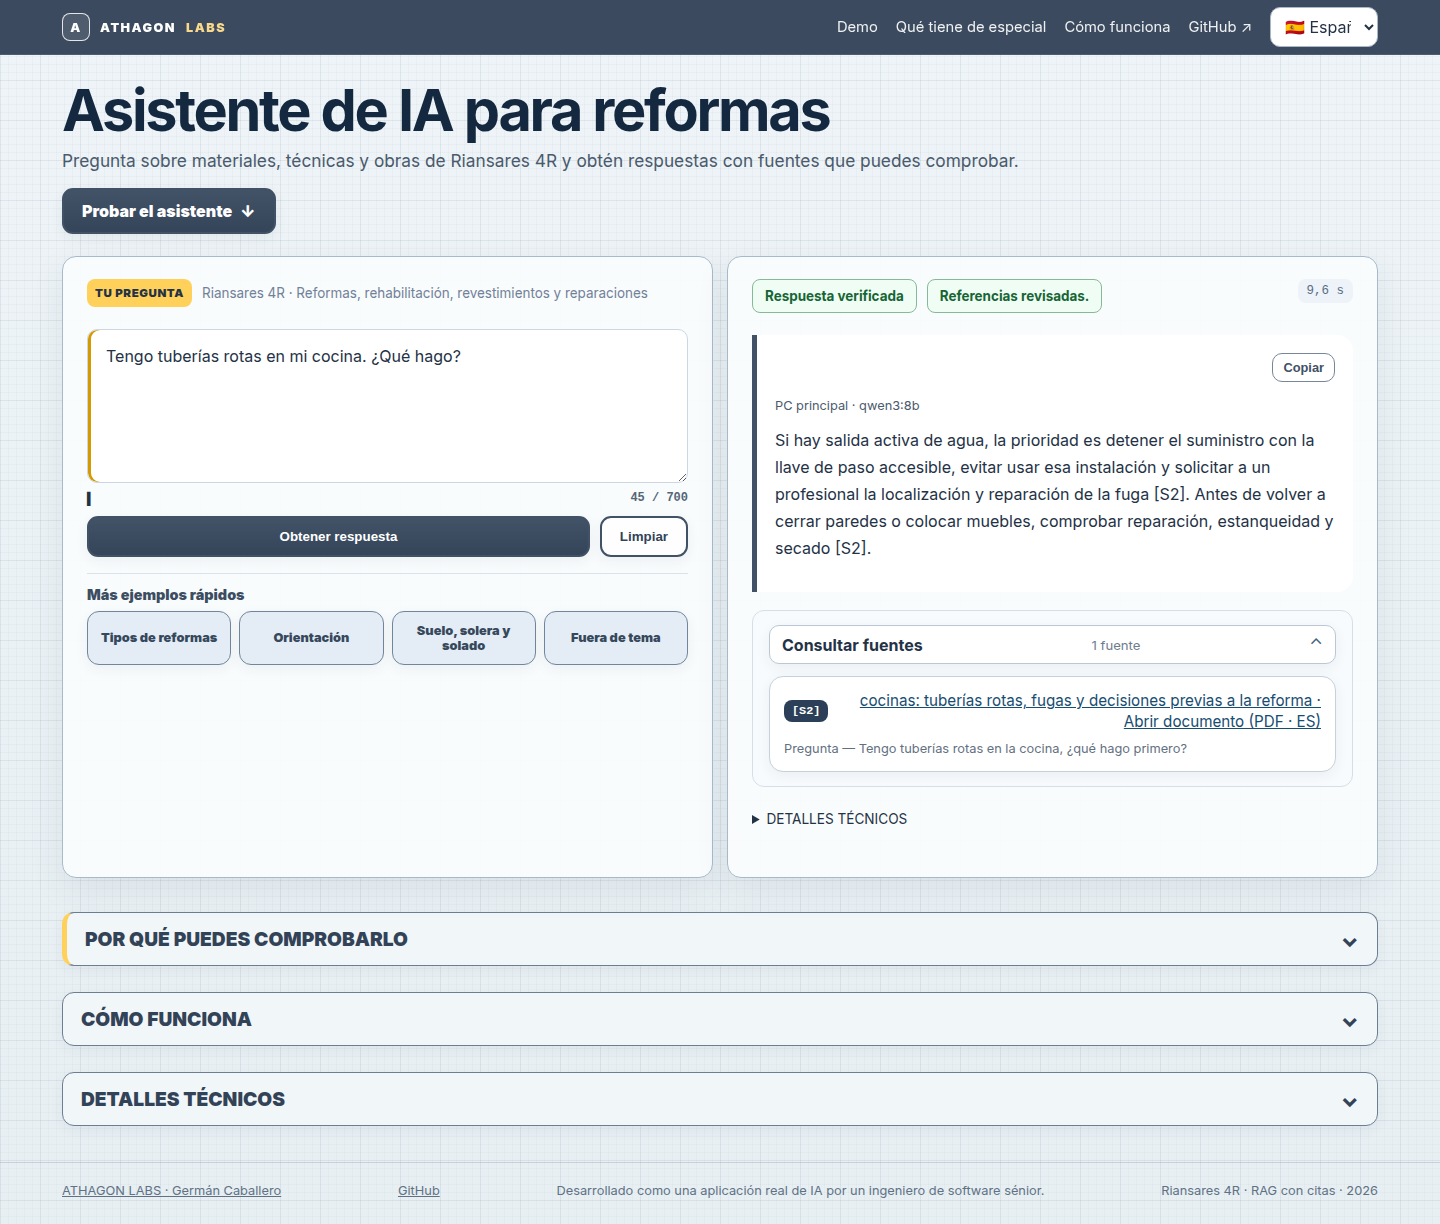 A ATHAGON LABS
Demo Qué tiene de especial Cómo funciona GitHub ↗ 🇪🇸 Españ
Asistente de IA para reformas
Pregunta sobre materiales, técnicas y obras de Riansares 4R y obtén respuestas con fuentes que puedes comprobar.
Probar el asistente ↓
TU PREGUNTA Riansares 4R · Reformas, rehabilitación, revestimientos y reparaciones
Tengo tuberías rotas en mi cocina. ¿Qué hago?
45 / 700
Obtener respuesta Limpiar
Más ejemplos rápidos
Tipos de reformas
Orientación
Suelo, solera y
solado
Fuera de tema
Respuesta verificada Referencias revisadas. 9,6 s
Copiar
PC principal · qwen3:8b
Si hay salida activa de agua, la prioridad es detener el suministro con la
llave de paso accesible, evitar usar esa instalación y solicitar a un
profesional la localización y reparación de la fuga [S2]. Antes de volver a
cerrar paredes o colocar muebles, comprobar reparación, estanqueidad y
secado [S2].
Consultar fuentes 1 fuente
[S2] cocinas: tuberías rotas, fugas y decisiones previas a la reforma ·
Abrir documento (PDF · ES)
Pregunta — Tengo tuberías rotas en la cocina, ¿qué hago primero?
▶ DETALLES TÉCNICOS
POR QUÉ PUEDES COMPROBARLO
CÓMO FUNCIONA
DETALLES TÉCNICOS
ATHAGON LABS · Germán Caballero GitHub Desarrollado como una aplicación real de IA por un ingeniero de software sénior. Riansares 4R · RAG con citas · 2026